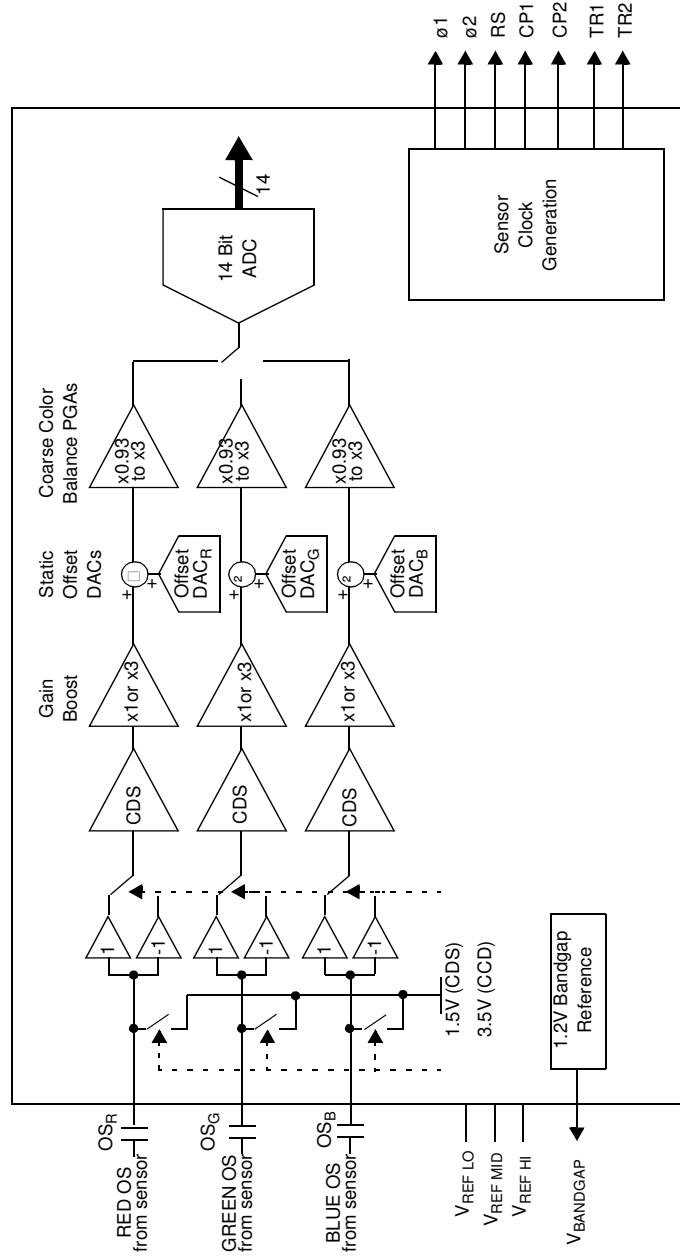 RED OS
from sensor
OSR
GREEN OS
from sensor
OSG
BLUE OS
from sensor
OSB
VREF LO
VREF MID
VREF HI
VBANDGAP
1
-1
1
-1
1
-1
1.5V (CDS)
3.5V (CCD)
1.2V Bandgap
Reference
CDS
CDS
CDS
Gain
Boost
x1or x3
x1or x3
x1or x3
Static
Offset
DACs
+
+
Offset
DACR
+
2
+
Offset
DACG
+
2
+
Offset
DACB
Coarse Color
Balance PGAs
x0.93
to x3
x0.93
to x3
x0.93
to x3
14 Bit
ADC
14
Sensor
Clock
Generation
ø1
ø2
RS
CP1
CP2
TR1
TR2